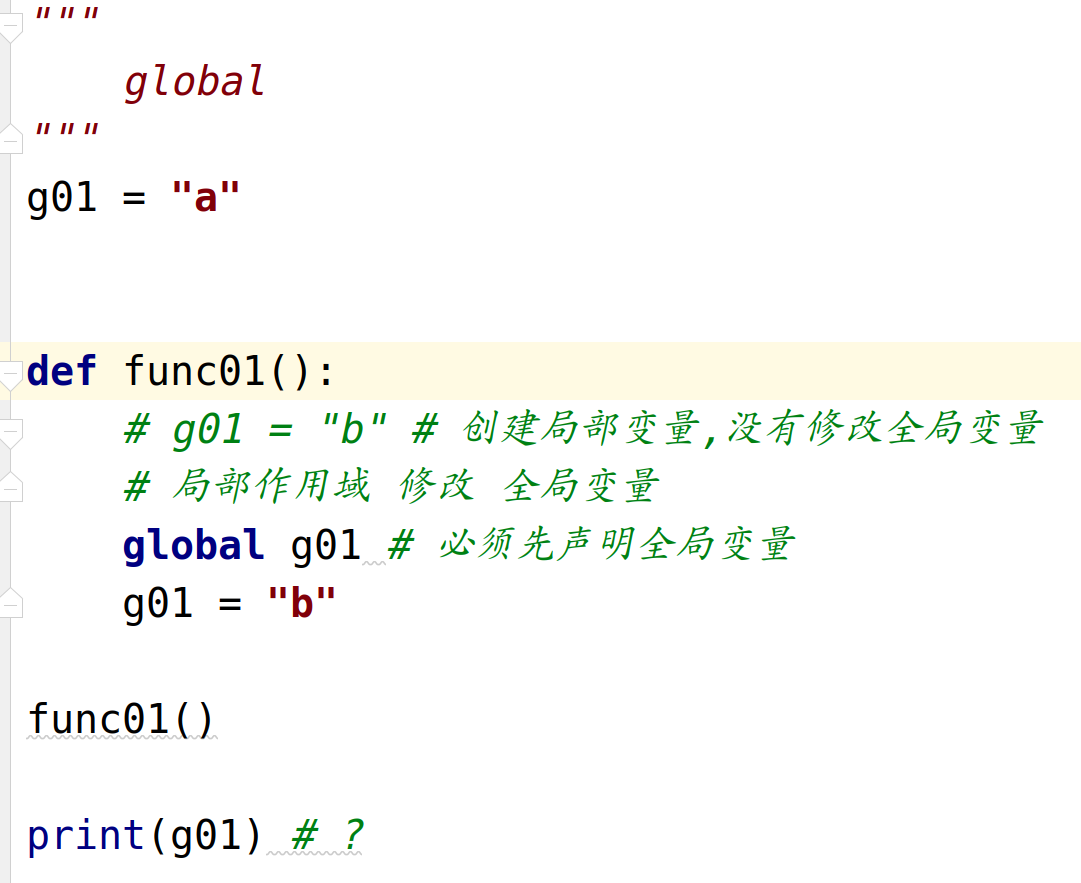 """
    global
"""
g01 = "a"
def func01():
    # g01 = "b" # 创建局部变量,没有修改全局变量
    # 局部作用域 修改 全局变量
    global g01 # 必须先声明全局变量
    g01 = "b"
func01()
print(g01) # ?